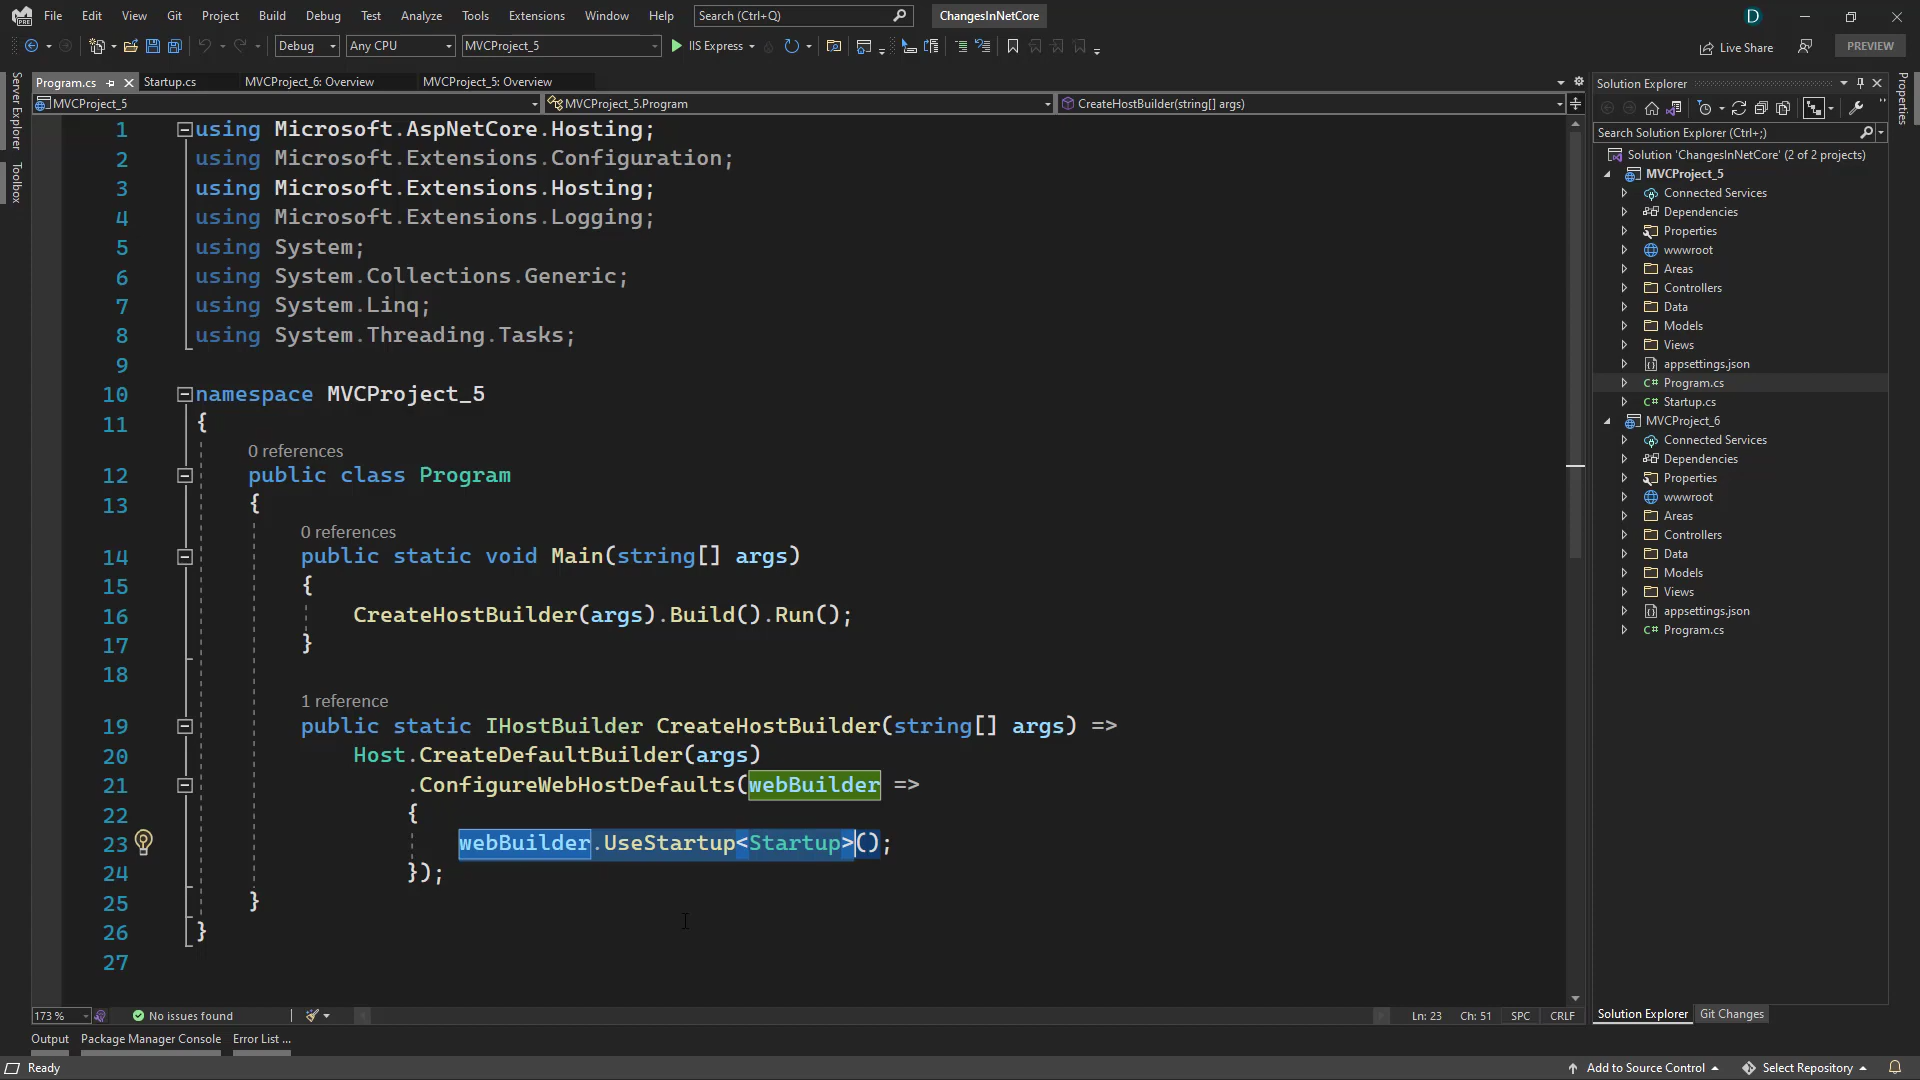 File Edit View Git Project Build Debug Test Analyze Tools Extensions Window Help Search (Ctrl+Q) ChangesInNetCore D
Debug Any CPU MVCProject_5 IIS Express Live Share PREVIEW
Program.cs Startup.cs MVCProject_6: Overview MVCProject_5: Overview
MVCProject_5 MVCProject_5.Program CreateHostBuilder(string[] args)
Server Explorer
Toolbox
1 using Microsoft.AspNetCore.Hosting;
2 using Microsoft.Extensions.Configuration;
3 using Microsoft.Extensions.Hosting;
4 using Microsoft.Extensions.Logging;
5 using System;
6 using System.Collections.Generic;
7 using System.Linq;
8 using System.Threading.Tasks;
9
10 namespace MVCProject_5
11 {
0 references
12 public class Program
13 {
0 references
14 public static void Main(string[] args)
15 {
16 CreateHostBuilder(args).Build().Run();
17 }
18
1 reference
19 public static IHostBuilder CreateHostBuilder(string[] args) =>
20 Host.CreateDefaultBuilder(args)
21 .ConfigureWebHostDefaults(webBuilder =>
22 {
23 webBuilder.UseStartup<Startup>();
24 });
25 }
26 }
27
173 % No issues found Ln: 23 Ch: 51 SPC CRLF
Output Package Manager Console Error List ...
Ready Add to Source Control Select Repository
Solution Explorer
Search Solution Explorer (Ctrl+;)
Solution 'ChangesInNetCore' (2 of 2 projects)
MVCProject_5
Connected Services
Dependencies
Properties
wwwroot
Areas
Controllers
Data
Models
Views
appsettings.json
C# Program.cs
C# Startup.cs
MVCProject_6
Connected Services
Dependencies
Properties
wwwroot
Areas
Controllers
Data
Models
Views
appsettings.json
C# Program.cs
Solution Explorer Git Changes
Properties